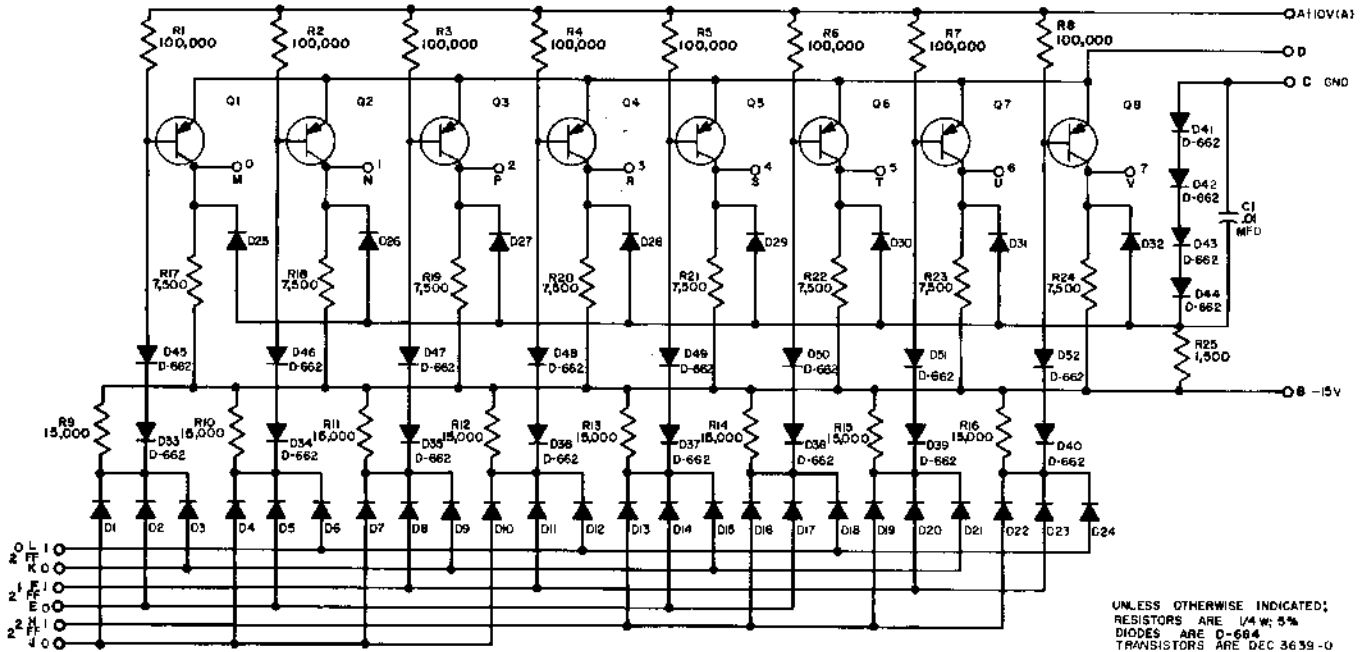 R1 100,000
R2 100,000
R3 100,000
R4 100,000
R5 100,000
R6 100,000
R7 100,000
R8 100,000
A+10V(A)
D
C GND
Q1
Q2
Q3
Q4
Q5
Q6
Q7
Q8
0 M
1 N
2 P
3 R
4 S
5 T
6 U
7 V
D41 D-662
D42 D-662
D43 D-662
D44 D-662
C1 .01 MFD
D25
D26
D27
D28
D29
D30
D31
D32
R17 7,500
R18 7,500
R19 7,500
R20 7,500
R21 7,500
R22 7,500
R23 7,500
R24 7,500
R25 1,500
D45 D-662
D46 D-662
D47 D-662
D48 D-662
D49 D-662
D50 D-662
D51 D-662
D52 D-662
B -15V
R9 15,000
R10 15,000
R11 15,000
R12 15,000
R13 15,000
R14 15,000
R15 15,000
R16 15,000
D33 D-662
D34 D-662
D35 D-662
D36 D-662
D37 D-662
D38 D-662
D39 D-662
D40 D-662
D1
D2
D3
D4
D5
D6
D7
D8
D9
D10
D11
D12
D13
D14
D15
D16
D17
D18
D19
D20
D21
D22
D23
D24
2 0 FF L 1
K 0
2 1 FF F 1
E 0
2 2 FF H 1
J 0
UNLESS OTHERWISE INDICATED;
RESISTORS ARE 1/4 W; 5%
DIODES ARE D-664
TRANSISTORS ARE DEC 3639-0